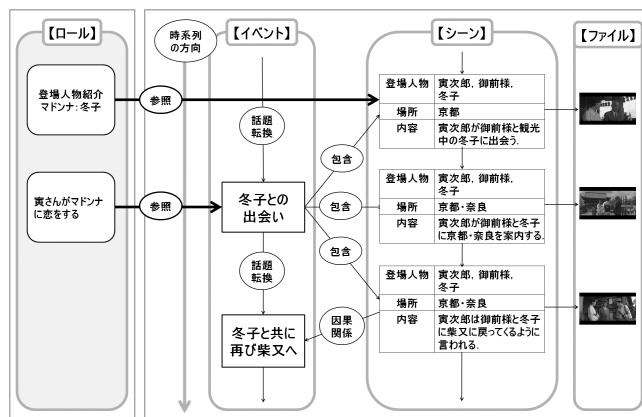 【ロール】
時系列
の方向
【イベント】
【シーン】
【ファイル】
登場人物紹介
マドンナ：冬子
参照
寅さんがマドンナ
に恋をする
参照
話題
転換
冬子との
出会い
話題
転換
冬子と共に
再び柴又へ
包含
包含
包含
因果
関係
登場人物 寅次郎，御前様，
冬子
場所 京都
内容 寅次郎が御前様と観光
中の冬子に出会う．
登場人物 寅次郎，御前様，
冬子
場所 京都・奈良
内容 寅次郎が御前様と冬子
に京都・奈良を案内する．
登場人物 寅次郎，御前様，
冬子
場所 京都・奈良
内容 寅次郎は御前様と冬子
に柴又に戻ってくるように
言われる．